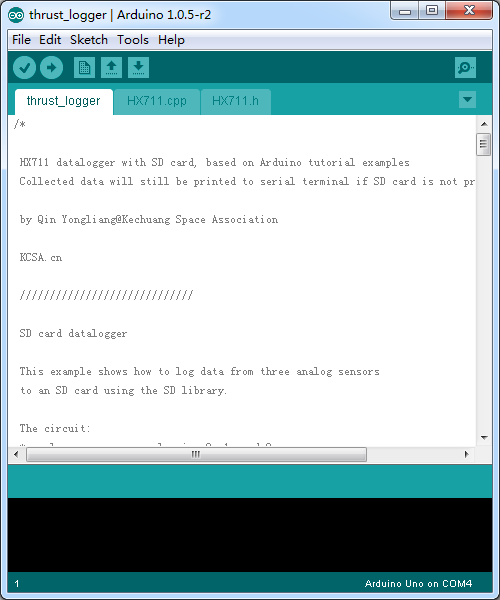 thrust_logger | Arduino 1.0.5-r2
File Edit Sketch Tools Help
thrust_logger HX711.cpp HX711.h
/*
HX711 datalogger with SD card, based on Arduino tutorial examples
Collected data will still be printed to serial terminal if SD card is not pr
by Qin Yongliang@Kechuang Space Association
KCSA.cn
/////////////////////////////
SD card datalogger
This example shows how to log data from three analog sensors
to an SD card using the SD library.
The circuit:
1 Arduino Uno on COM4